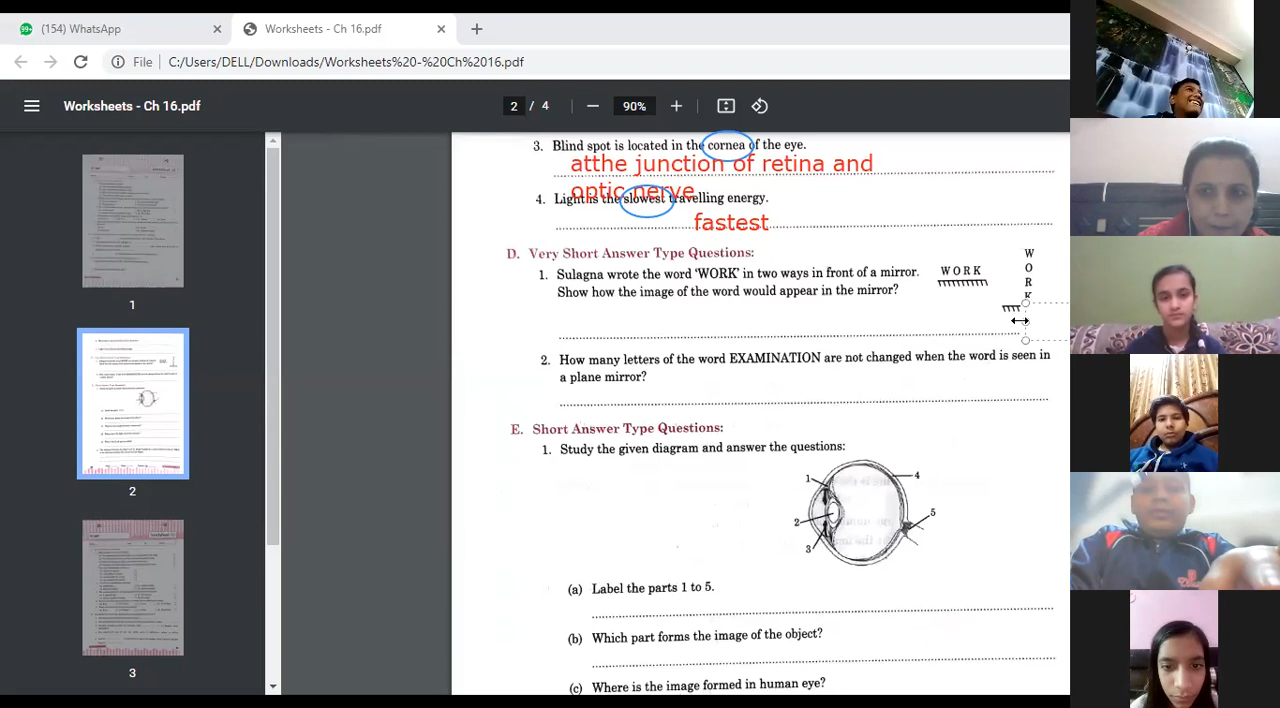 99+ (154) WhatsApp
Worksheets - Ch 16.pdf
File
C:/Users/DELL/Downloads/Worksheets%20-%20Ch%2016.pdf
Worksheets - Ch 16.pdf
2 / 4
90%
1
2
3
3. Blind spot is located in the cornea of the eye.
atthe junction of retina and
optic nerve
4. Light is the slowest travelling energy.
fastest
D. Very Short Answer Type Questions:
1. Sulagna wrote the word ‘WORK’ in two ways in front of a mirror.
Show how the image of the word would appear in the mirror?
WORK
W
O
R
K
2. How many letters of the word EXAMINATION are not changed when the word is seen in
a plane mirror?
E. Short Answer Type Questions:
1. Study the given diagram and answer the questions:
1
2
3
4
5
(a) Label the parts 1 to 5.
(b) Which part forms the image of the object?
(c) Where is the image formed in human eye?